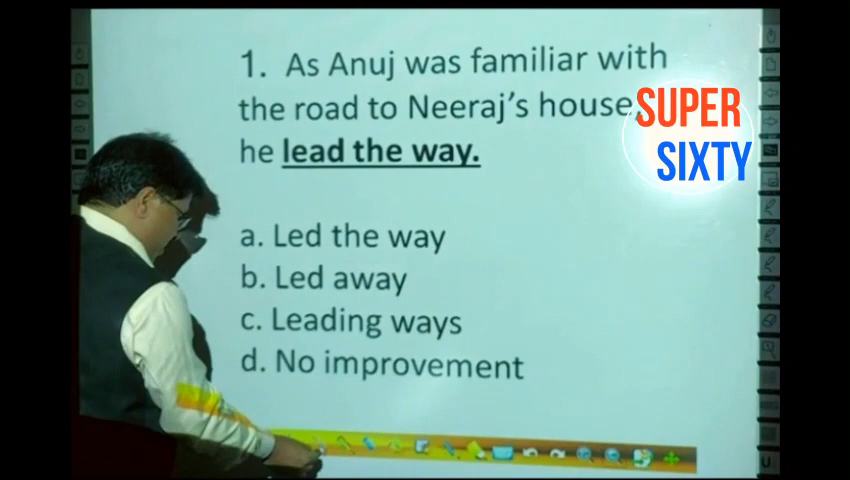 1. As Anuj was familiar with
the road to Neeraj's house,
he lead the way.
a. Led the way
b. Led away
c. Leading ways
d. No improvement
SUPER
SIXTY
U